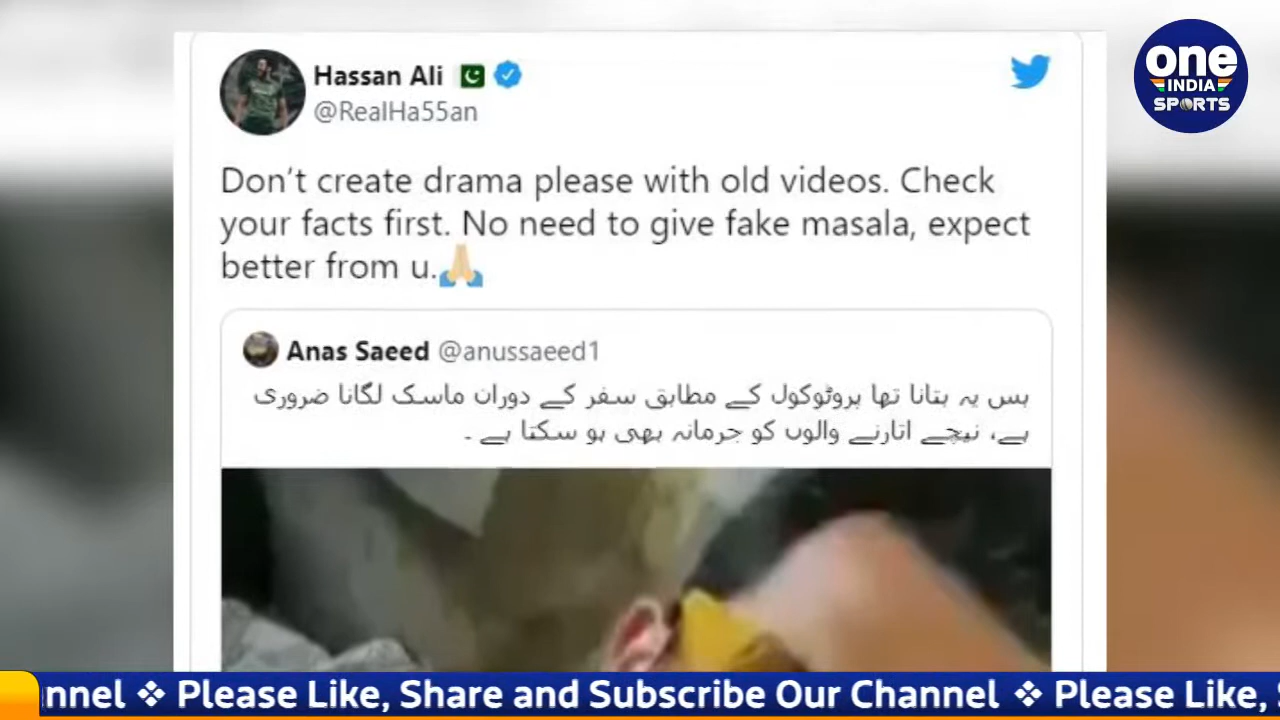 one
INDIA
SPORTS
Hassan Ali
@RealHa55an
Don't create drama please with old videos. Check
your facts first. No need to give fake masala, expect
better from u.
Anas Saeed @anussaeed1
بس یہ بتانا تھا پروٹوکول کے مطابق سفر کے دوران ماسک لگانا ضروری
ہے، نیچے اتارنے والوں کو جرمانہ بھی ہو سکتا ہے ۔
nnel ❖ Please Like, Share and Subscribe Our Channel ❖ Please Like,